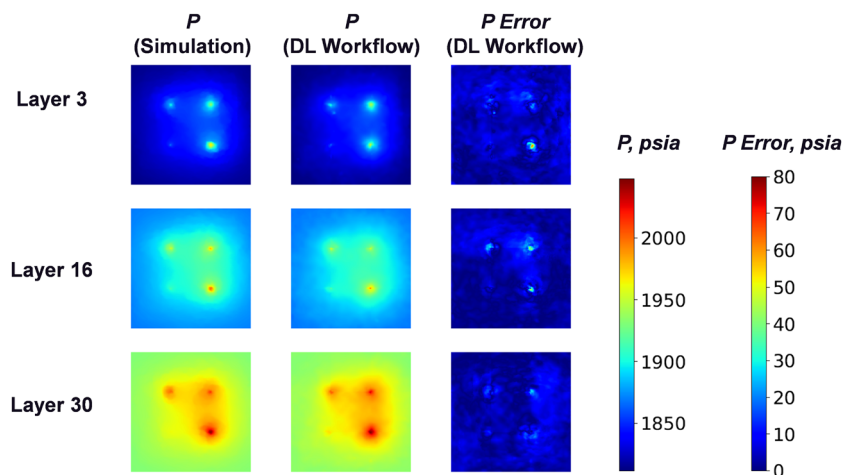 P
(Simulation)
P
(DL Workflow)
P Error
(DL Workflow)
Layer 3
Layer 16
Layer 30
P, psia
2000
1950
1900
1850
P Error, psia
80
70
60
50
40
30
20
10
0